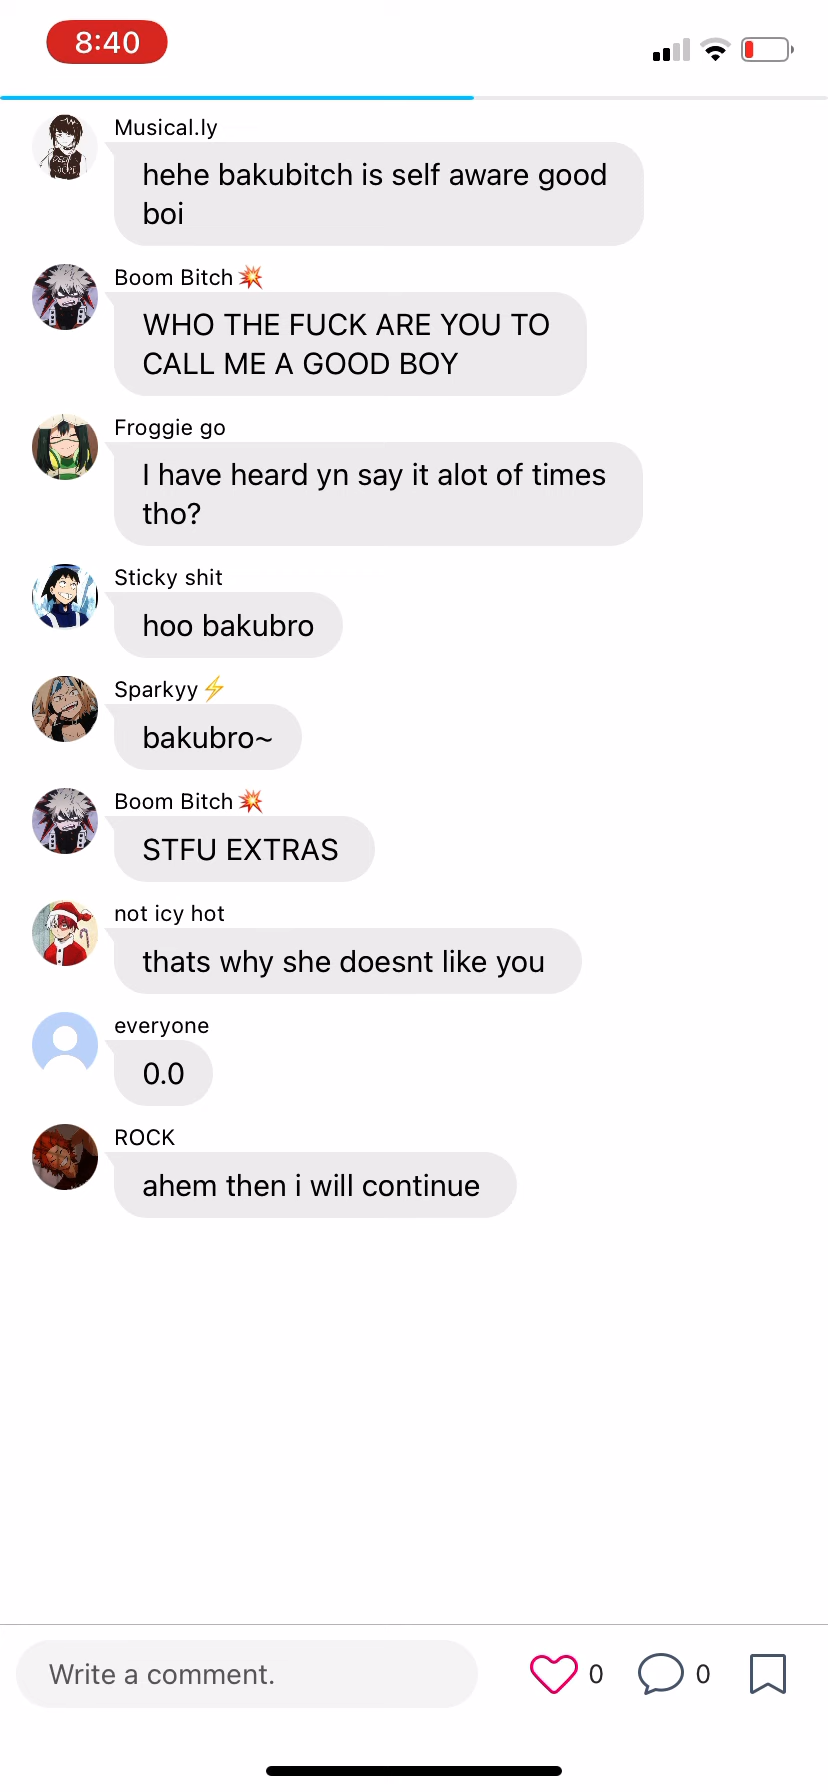 8:40
Musical.ly
hehe bakubitch is self aware good
boi
Boom Bitch💥
WHO THE FUCK ARE YOU TO
CALL ME A GOOD BOY
Froggie go
I have heard yn say it alot of times
tho?
Sticky shit
hoo bakubro
Sparkyy⚡
bakubro~
Boom Bitch💥
STFU EXTRAS
not icy hot
thats why she doesnt like you
everyone
0.0
ROCK
ahem then i will continue
Write a comment.
0
0